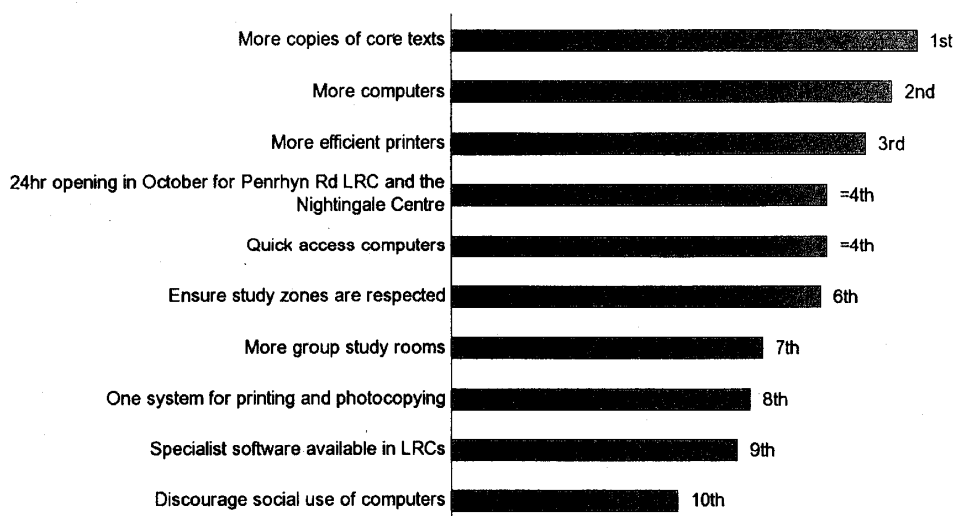 More copies of core texts 1st
More computers 2nd
More efficient printers 3rd
24hr opening in October for Penrhyn Rd LRC and the
Nightingale Centre =4th
Quick access computers =4th
Ensure study zones are respected 6th
More group study rooms 7th
One system for printing and photocopying 8th
Specialist software available in LRCs 9th
Discourage social use of computers 10th